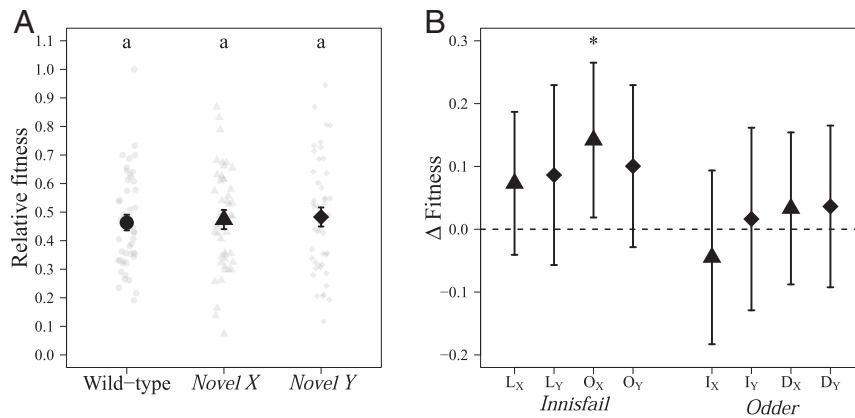 A
Relative fitness
1.1
1.0
0.9
0.8
0.7
0.6
0.5
0.4
0.3
0.2
0.1
0.0
a a a
Wild−type Novel X Novel Y
B
Δ Fitness
0.3
0.2
0.1
0.0
−0.1
−0.2
*
LX LY OX OY IX IY DX DY
Innisfail Odder